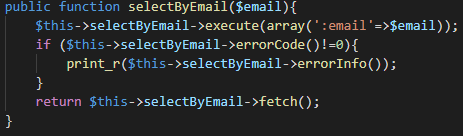 public function selectByEmail($email){
    $this->selectByEmail->execute(array(':email'=>$email));
    if ($this->selectByEmail->errorCode()!=0){
        print_r($this->selectByEmail->errorInfo());
    }
    return $this->selectByEmail->fetch();
}